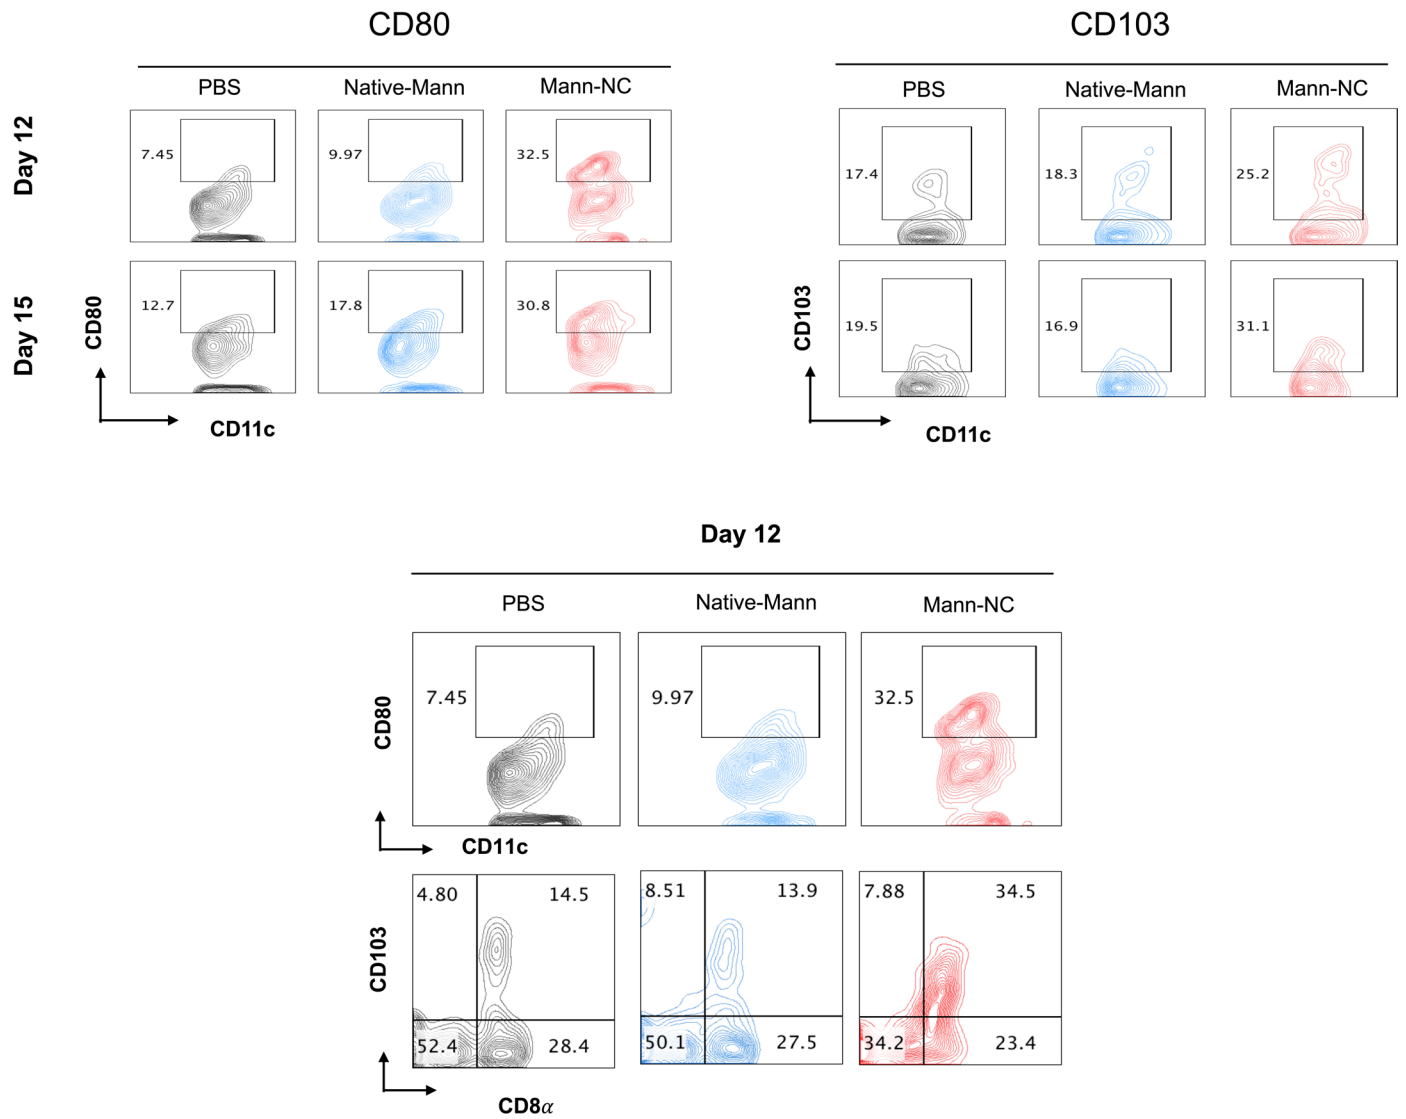 CD80
CD103
PBS
Native-Mann
Mann-NC
PBS
Native-Mann
Mann-NC
Day 12
7.45
9.97
32.5
17.4
18.3
25.2
Day 15
CD80
12.7
17.8
30.8
CD103
19.5
16.9
31.1
CD11c
CD11c
Day 12
PBS
Native-Mann
Mann-NC
CD80
7.45
9.97
32.5
CD11c
CD103
4.80
14.5
8.51
13.9
7.88
34.5
52.4
28.4
50.1
27.5
34.2
23.4
CD8α